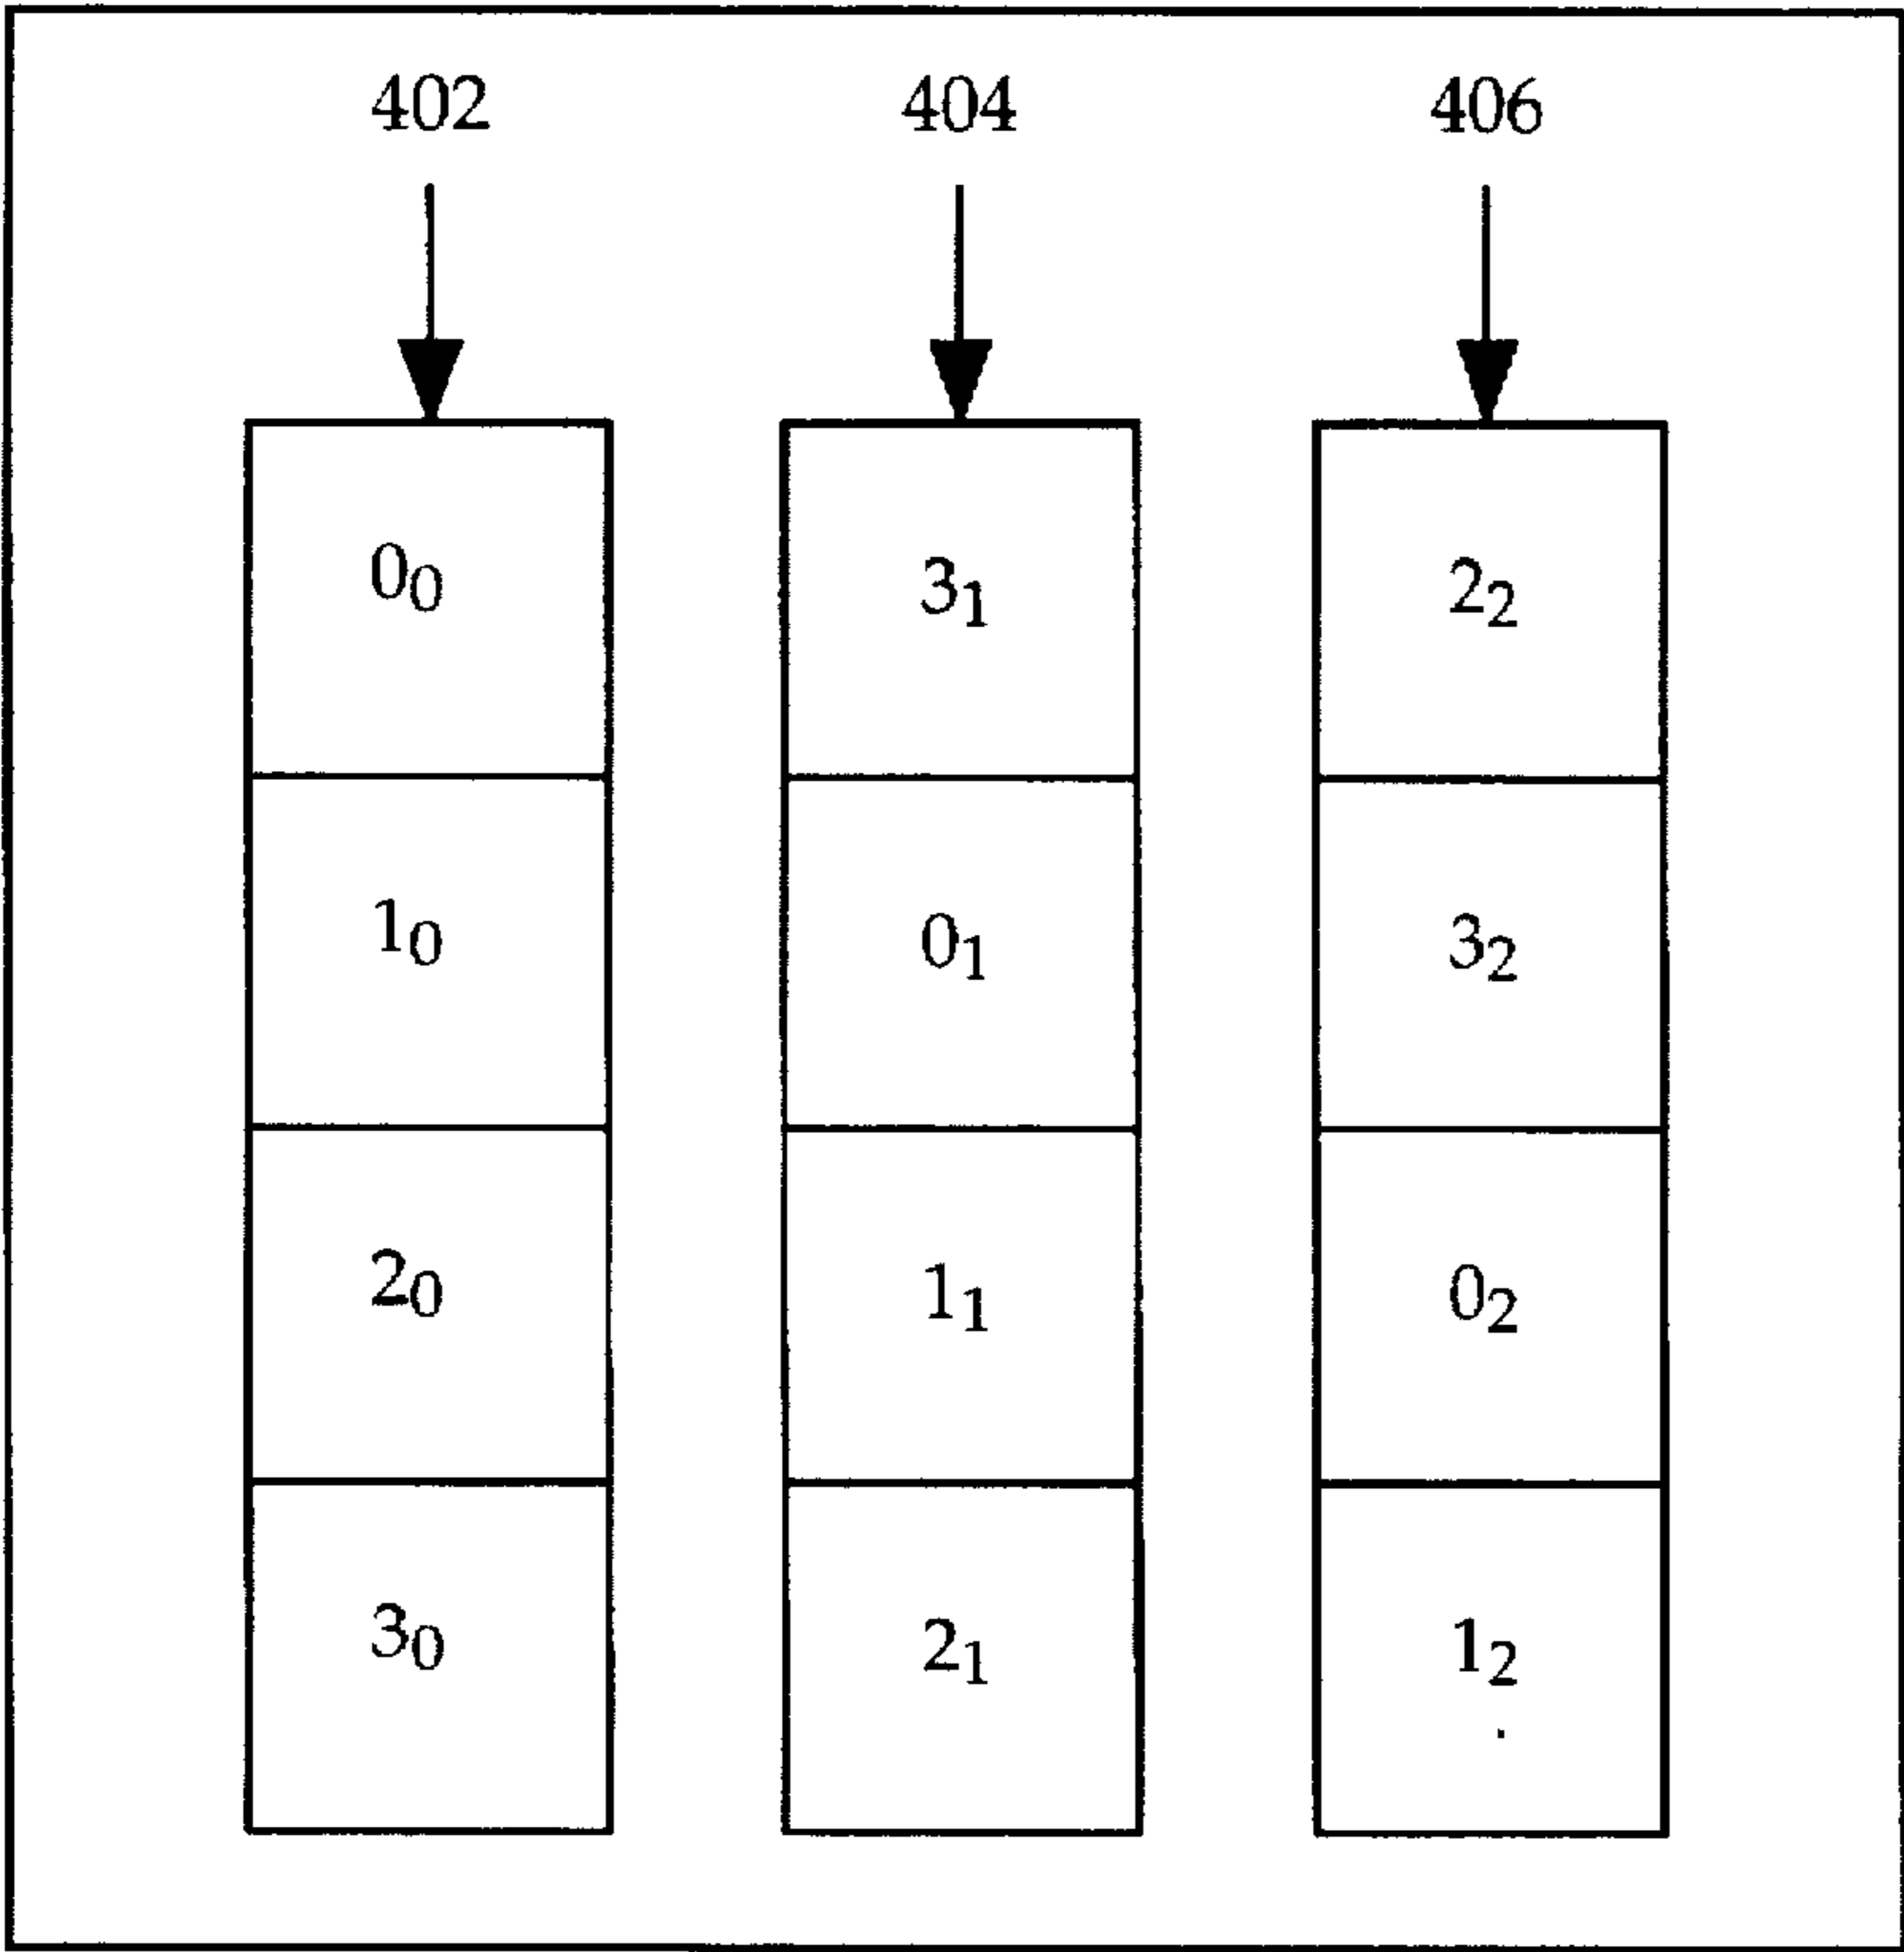 402 404 406
0₀ 3₁ 2₂
1₀ 0₁ 3₂
2₀ 1₁ 0₂
3₀ 2₁ 1₂